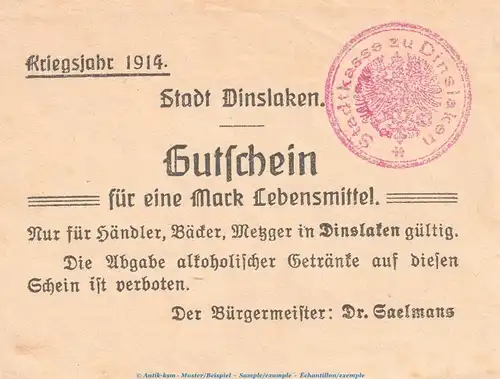 Kriegsjahr 1914.
Stadtkasse zu Dinslaken
Stadt Dinslaken.
Gutschein
für eine Mark Lebensmittel.
Nur für Händler, Bäcker, Metzger in Dinslaken gültig.
Die Abgabe alkoholischer Getränke auf diesen
Schein ist verboten.
Der Bürgermeister: Dr. Saelmans
© Antik-ksm - Muster/Beispiel - Sample/exemple - Échantillon/exemple